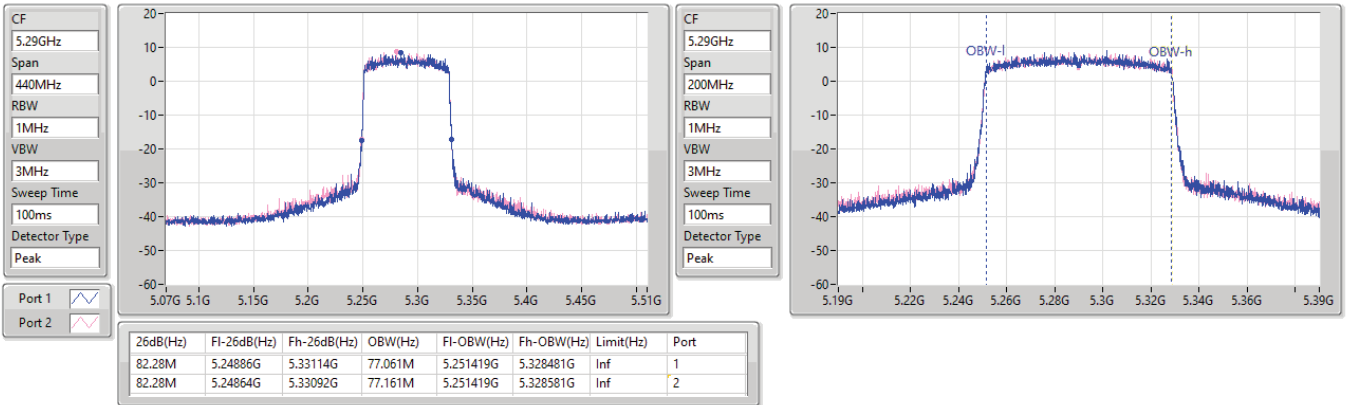 CF
5.29GHz
Span
440MHz
RBW
1MHz
VBW
3MHz
Sweep Time
100ms
Detector Type
Peak
Port 1
Port 2
20
10
0
-10
-20
-30
-40
-50
-60
5.07G 5.1G 5.15G 5.2G 5.25G 5.3G 5.35G 5.4G 5.45G 5.51G
CF
5.29GHz
Span
200MHz
RBW
1MHz
VBW
3MHz
Sweep Time
100ms
Detector Type
Peak
20
10
0
-10
-20
-30
-40
-50
-60
OBW-l OBW-h
5.19G 5.22G 5.24G 5.26G 5.28G 5.3G 5.32G 5.34G 5.36G 5.39G
26dB(Hz) Fl-26dB(Hz) Fh-26dB(Hz) OBW(Hz) Fl-OBW(Hz) Fh-OBW(Hz) Limit(Hz) Port
82.28M 5.24886G 5.33114G 77.061M 5.251419G 5.328481G Inf 1
82.28M 5.24864G 5.33092G 77.161M 5.251419G 5.328581G Inf 2